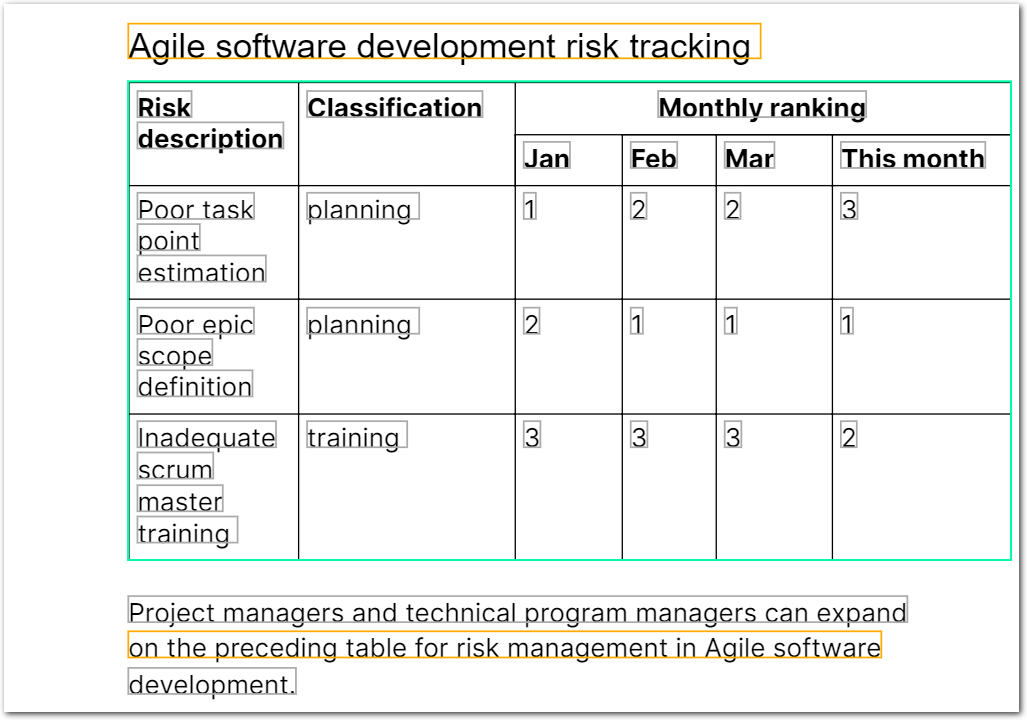 Agile software development risk tracking
Risk Classification Monthly ranking
description
Jan Feb Mar This month
Poor task planning 1 2 2 3
point
estimation
Poor epic planning 2 1 1 1
scope
definition
Inadequate training 3 3 3 2
scrum
master
training
Project managers and technical program managers can expand
on the preceding table for risk management in Agile software
development.